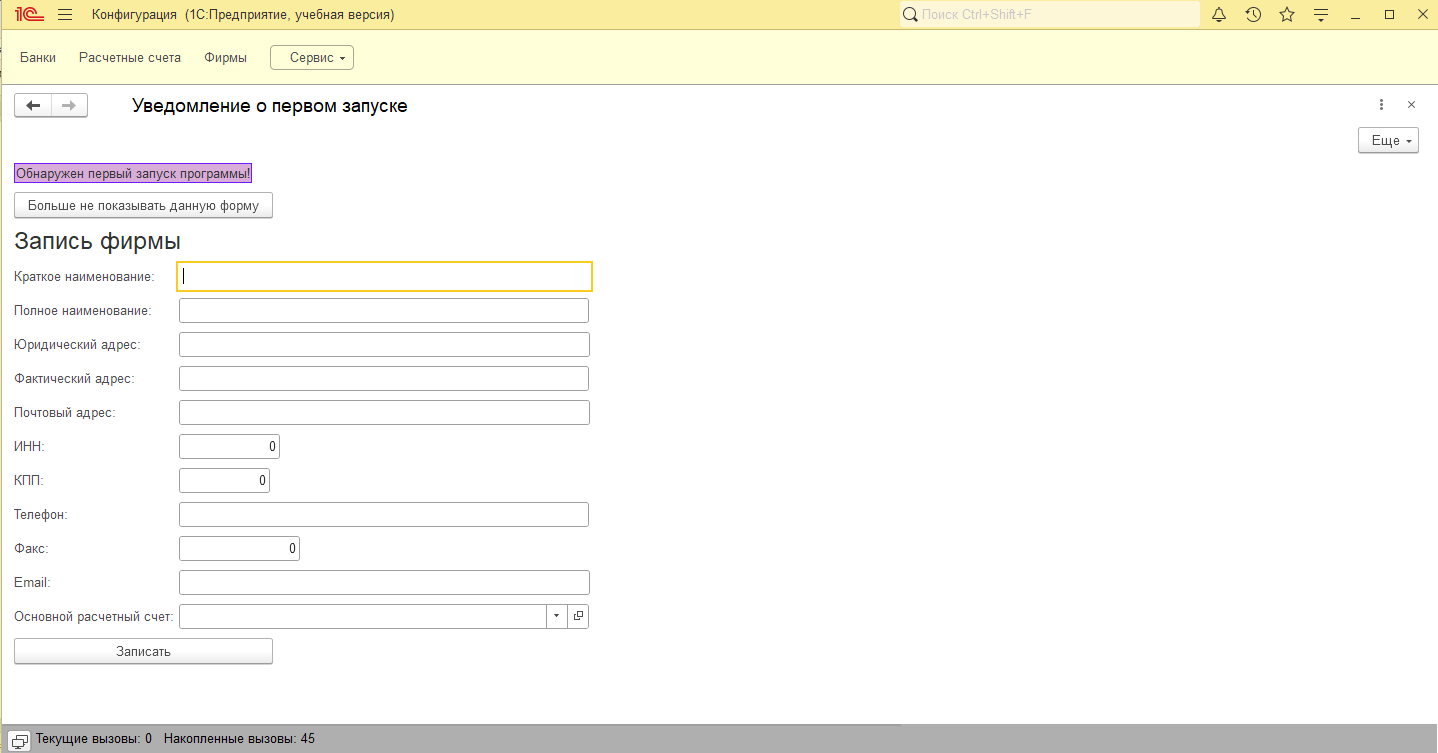 1С Конфигурация (1С:Предприятие, учебная версия) Поиск Ctrl+Shift+F
Банки Расчетные счета Фирмы Сервис
Уведомление о первом запуске
Еще
Обнаружен первый запуск программы!
Больше не показывать данную форму
Запись фирмы
Краткое наименование:
Полное наименование:
Юридический адрес:
Фактический адрес:
Почтовый адрес:
ИНН: 0
КПП: 0
Телефон:
Факс: 0
Email:
Основной расчетный счет:
Записать
Текущие вызовы: 0 Накопленные вызовы: 45